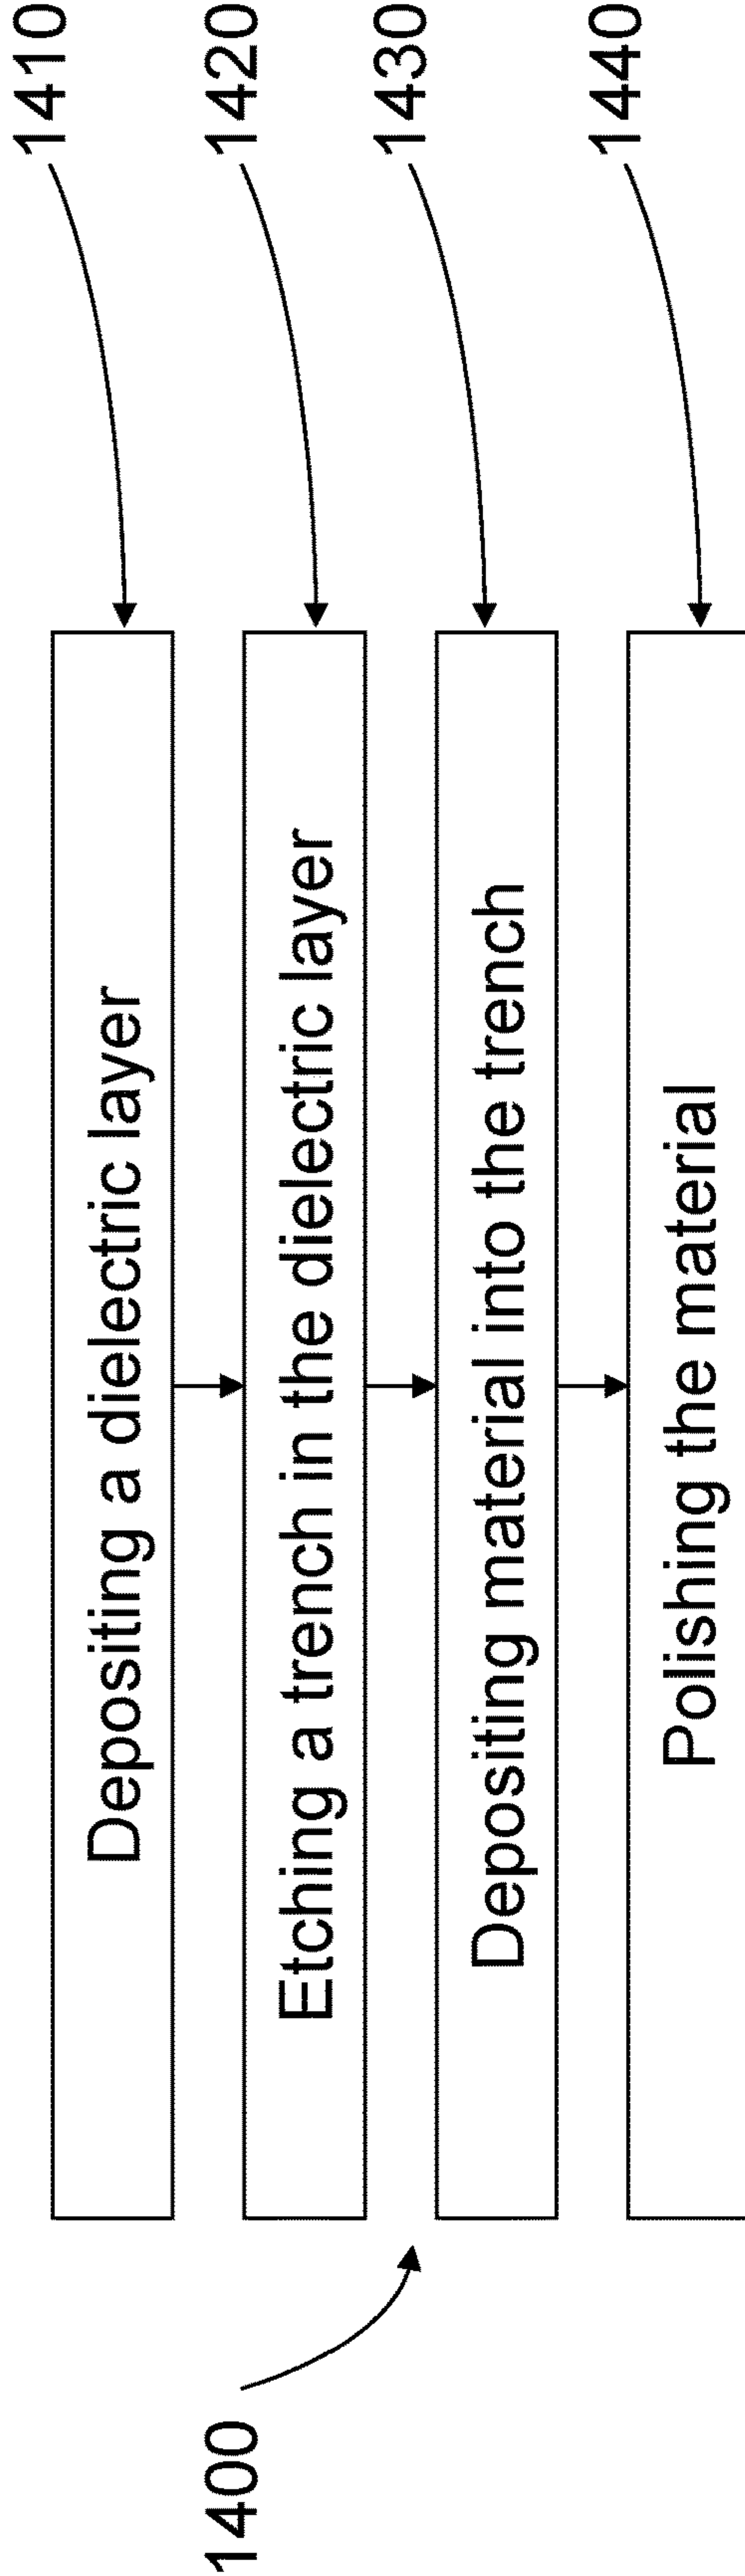 1400
Depositing a dielectric layer
1410
Etching a trench in the dielectric layer
1420
Depositing material into the trench
1430
Polishing the material
1440